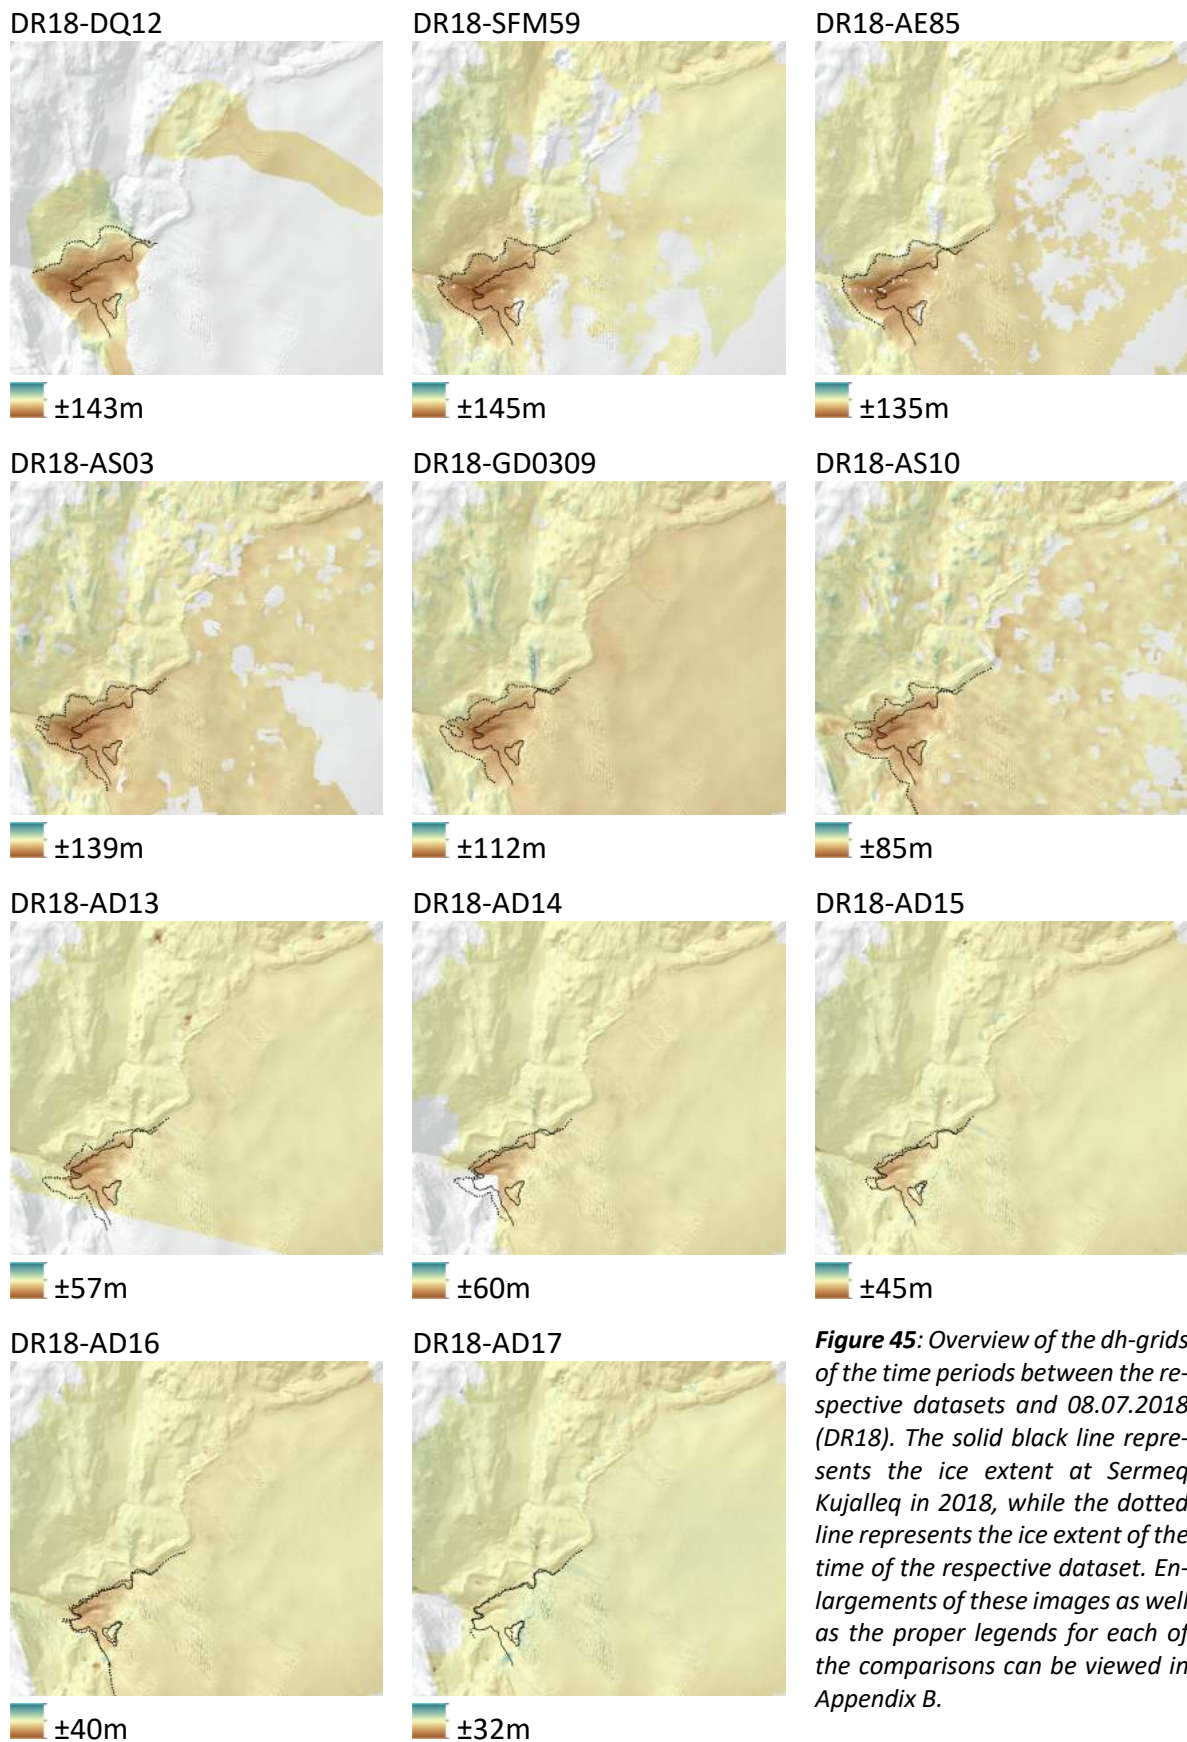 DR18-DQ12
DR18-SFM59
DR18-AE85
±143m
±145m
±135m
DR18-AS03
DR18-GD0309
DR18-AS10
±139m
±112m
±85m
DR18-AD13
DR18-AD14
DR18-AD15
±57m
±60m
±45m
DR18-AD16
DR18-AD17
±40m
±32m
Figure 45: Overview of the dh-grids
of the time periods between the re-
spective datasets and 08.07.2018
(DR18). The solid black line repre-
sents the ice extent at Sermeq
Kujalleq in 2018, while the dotted
line represents the ice extent of the
time of the respective dataset. En-
largements of these images as well
as the proper legends for each of
the comparisons can be viewed in
Appendix B.